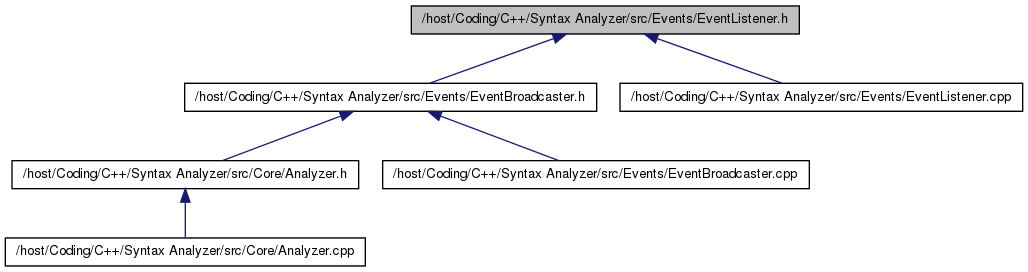 /host/Coding/C++/Syntax Analyzer/src/Events/EventListener.h
/host/Coding/C++/Syntax Analyzer/src/Events/EventBroadcaster.h
/host/Coding/C++/Syntax Analyzer/src/Events/EventListener.cpp
/host/Coding/C++/Syntax Analyzer/src/Core/Analyzer.h
/host/Coding/C++/Syntax Analyzer/src/Events/EventBroadcaster.cpp
/host/Coding/C++/Syntax Analyzer/src/Core/Analyzer.cpp